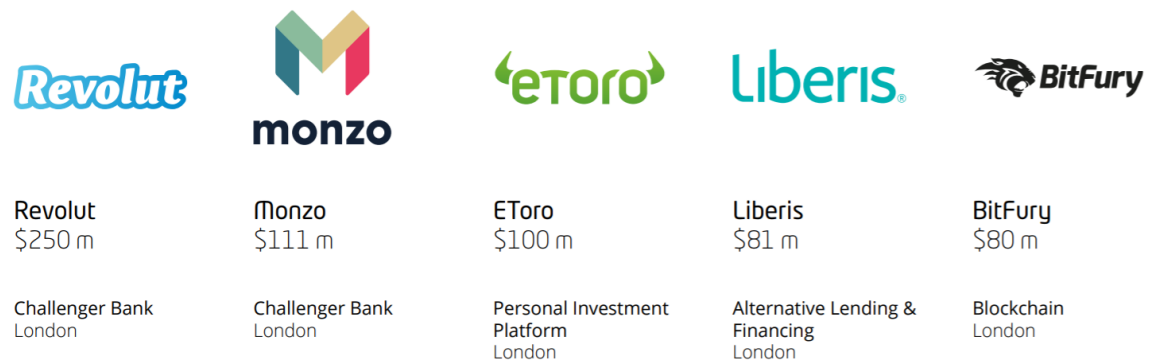 Revolut
monzo
eToro
Liberis®
BitFury
Revolut
$250 m
Challenger Bank
London
Monzo
$111 m
Challenger Bank
London
EToro
$100 m
Personal Investment
Platform
London
Liberis
$81 m
Alternative Lending &
Financing
London
BitFury
$80 m
Blockchain
London